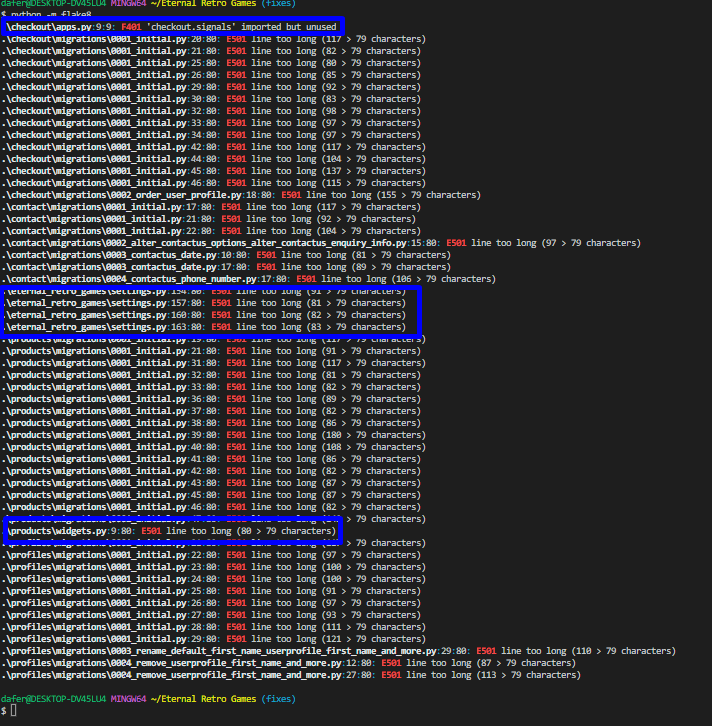 dafer@DESKTOP-DV45LU4 MINGW64 ~/Eternal Retro Games (fixes)
$ python -m flake8
.\checkout\apps.py:9:9: F401 'checkout.signals' imported but unused
.\checkout\migrations\0001_initial.py:20:80: E501 line too long (117 > 79 characters)
.\checkout\migrations\0001_initial.py:21:80: E501 line too long (82 > 79 characters)
.\checkout\migrations\0001_initial.py:25:80: E501 line too long (80 > 79 characters)
.\checkout\migrations\0001_initial.py:26:80: E501 line too long (85 > 79 characters)
.\checkout\migrations\0001_initial.py:29:80: E501 line too long (92 > 79 characters)
.\checkout\migrations\0001_initial.py:30:80: E501 line too long (83 > 79 characters)
.\checkout\migrations\0001_initial.py:32:80: E501 line too long (98 > 79 characters)
.\checkout\migrations\0001_initial.py:33:80: E501 line too long (97 > 79 characters)
.\checkout\migrations\0001_initial.py:34:80: E501 line too long (97 > 79 characters)
.\checkout\migrations\0001_initial.py:42:80: E501 line too long (117 > 79 characters)
.\checkout\migrations\0001_initial.py:44:80: E501 line too long (104 > 79 characters)
.\checkout\migrations\0001_initial.py:45:80: E501 line too long (137 > 79 characters)
.\checkout\migrations\0001_initial.py:46:80: E501 line too long (115 > 79 characters)
.\checkout\migrations\0002_order_user_profile.py:18:80: E501 line too long (155 > 79 characters)
.\contact\migrations\0001_initial.py:17:80: E501 line too long (117 > 79 characters)
.\contact\migrations\0001_initial.py:21:80: E501 line too long (92 > 79 characters)
.\contact\migrations\0001_initial.py:22:80: E501 line too long (104 > 79 characters)
.\contact\migrations\0002_alter_contactus_options_alter_contactus_enquiry_info.py:15:80: E501 line too long (97 > 79 characters)
.\contact\migrations\0003_contactus_date.py:10:80: E501 line too long (81 > 79 characters)
.\contact\migrations\0003_contactus_date.py:17:80: E501 line too long (89 > 79 characters)
.\contact\migrations\0004_contactus_phone_number.py:17:80: E501 line too long (106 > 79 characters)
.\eternal_retro_games\settings.py:154:80: E501 line too long (91 > 79 characters)
.\eternal_retro_games\settings.py:157:80: E501 line too long (81 > 79 characters)
.\eternal_retro_games\settings.py:160:80: E501 line too long (82 > 79 characters)
.\eternal_retro_games\settings.py:163:80: E501 line too long (83 > 79 characters)
.\products\migrations\0001_initial.py:19:80: E501 line too long (117 > 79 characters)
.\products\migrations\0001_initial.py:21:80: E501 line too long (91 > 79 characters)
.\products\migrations\0001_initial.py:31:80: E501 line too long (117 > 79 characters)
.\products\migrations\0001_initial.py:32:80: E501 line too long (81 > 79 characters)
.\products\migrations\0001_initial.py:33:80: E501 line too long (82 > 79 characters)
.\products\migrations\0001_initial.py:36:80: E501 line too long (89 > 79 characters)
.\products\migrations\0001_initial.py:37:80: E501 line too long (82 > 79 characters)
.\products\migrations\0001_initial.py:38:80: E501 line too long (86 > 79 characters)
.\products\migrations\0001_initial.py:39:80: E501 line too long (180 > 79 characters)
.\products\migrations\0001_initial.py:40:80: E501 line too long (108 > 79 characters)
.\products\migrations\0001_initial.py:41:80: E501 line too long (86 > 79 characters)
.\products\migrations\0001_initial.py:42:80: E501 line too long (82 > 79 characters)
.\products\migrations\0001_initial.py:43:80: E501 line too long (87 > 79 characters)
.\products\migrations\0001_initial.py:45:80: E501 line too long (87 > 79 characters)
.\products\migrations\0001_initial.py:46:80: E501 line too long (82 > 79 characters)
79 characters)
.\products\widgets.py:9:80: E501 line too long (80 > 79 characters)
79 characters)
.\profiles\migrations\0001_initial.py:22:80: E501 line too long (97 > 79 characters)
.\profiles\migrations\0001_initial.py:23:80: E501 line too long (100 > 79 characters)
.\profiles\migrations\0001_initial.py:24:80: E501 line too long (100 > 79 characters)
.\profiles\migrations\0001_initial.py:25:80: E501 line too long (91 > 79 characters)
.\profiles\migrations\0001_initial.py:26:80: E501 line too long (97 > 79 characters)
.\profiles\migrations\0001_initial.py:27:80: E501 line too long (93 > 79 characters)
.\profiles\migrations\0001_initial.py:28:80: E501 line too long (111 > 79 characters)
.\profiles\migrations\0001_initial.py:29:80: E501 line too long (121 > 79 characters)
.\profiles\migrations\0003_rename_default_first_name_userprofile_first_name_and_more.py:29:80: E501 line too long (110 > 79 characters)
.\profiles\migrations\0004_remove_userprofile_first_name_and_more.py:12:80: E501 line too long (87 > 79 characters)
.\profiles\migrations\0004_remove_userprofile_first_name_and_more.py:27:80: E501 line too long (113 > 79 characters)
dafer@DESKTOP-DV45LU4 MINGW64 ~/Eternal Retro Games (fixes)
$